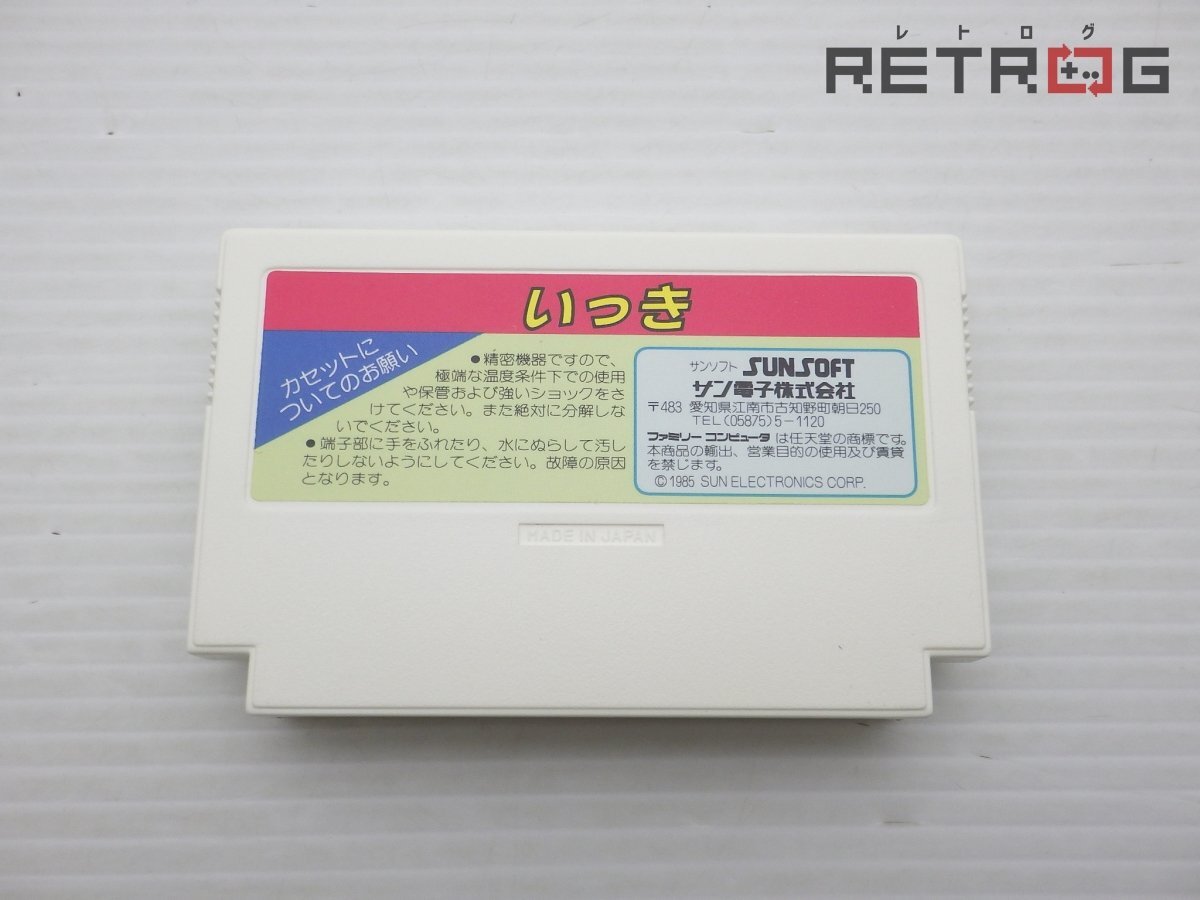 レトログ
RETROG
いっき
カセットに
ついてのお願い
●精密機器ですので、
極端な温度条件下での使用
や保管および強いショックをさ
けてください。また絶対に分解しな
いでください。
●端子部に手をふれたり、水にぬらして汚し
たりしないようにしてください。故障の原因
となります。
サンソフト SUNSOFT
サン電子株式会社
〒483 愛知県江南市古知野町朝日250
TEL(05875)5-1120
ファミリーコンピュータは任天堂の商標です。
本商品の輸出、営業目的の使用及び賃貸
を禁じます。
©1985 SUN ELECTRONICS CORP.
MADE IN JAPAN